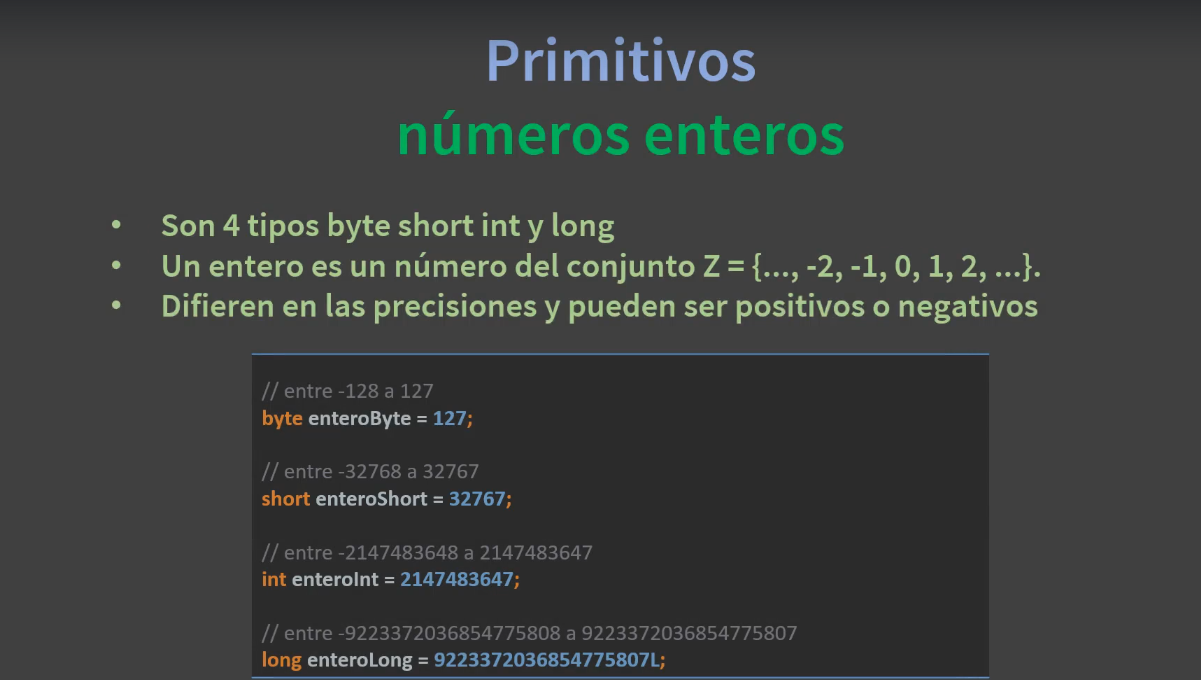 Primitivos
números enteros
• Son 4 tipos byte short int y long
• Un entero es un número del conjunto Z = {..., -2, -1, 0, 1, 2, ...}.
• Difieren en las precisiones y pueden ser positivos o negativos
// entre -128 a 127
byte enteroByte = 127;
// entre -32768 a 32767
short enteroShort = 32767;
// entre -2147483648 a 2147483647
int enteroInt = 2147483647;
// entre -9223372036854775808 a 9223372036854775807
long enteroLong = 9223372036854775807L;